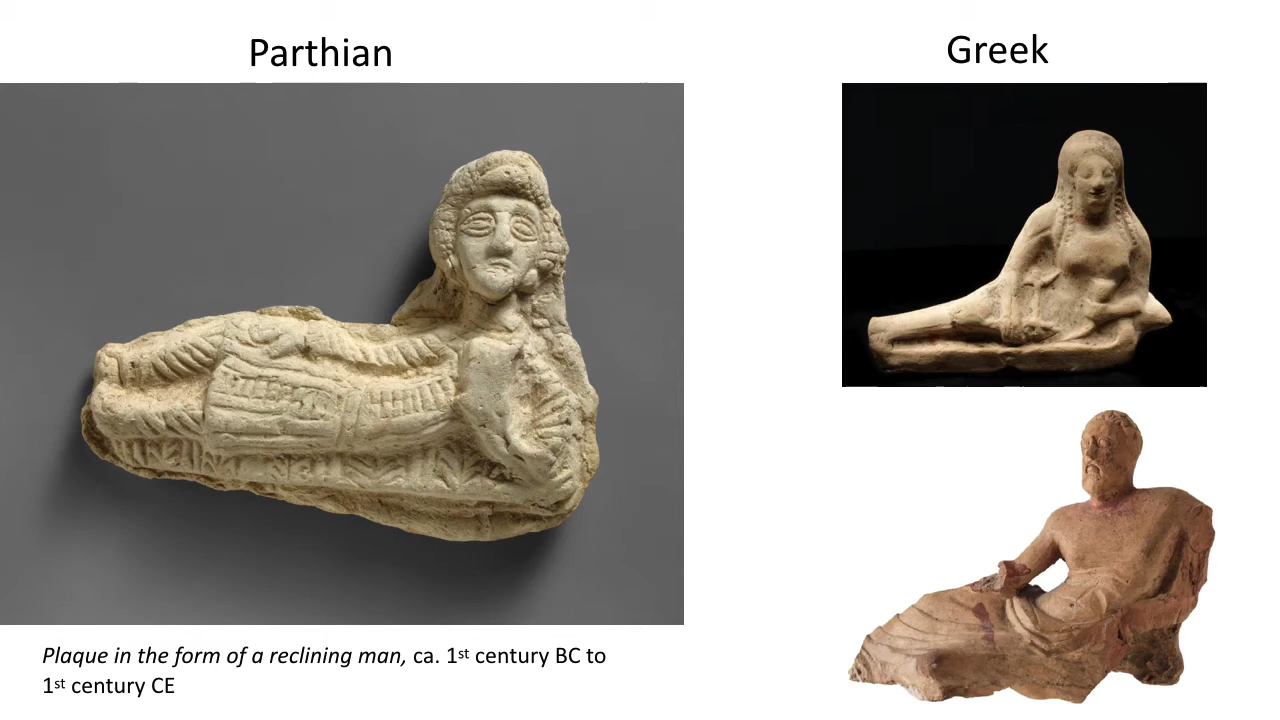 Parthian
Greek
Plaque in the form of a reclining man, ca. 1st century BC to
1st century CE